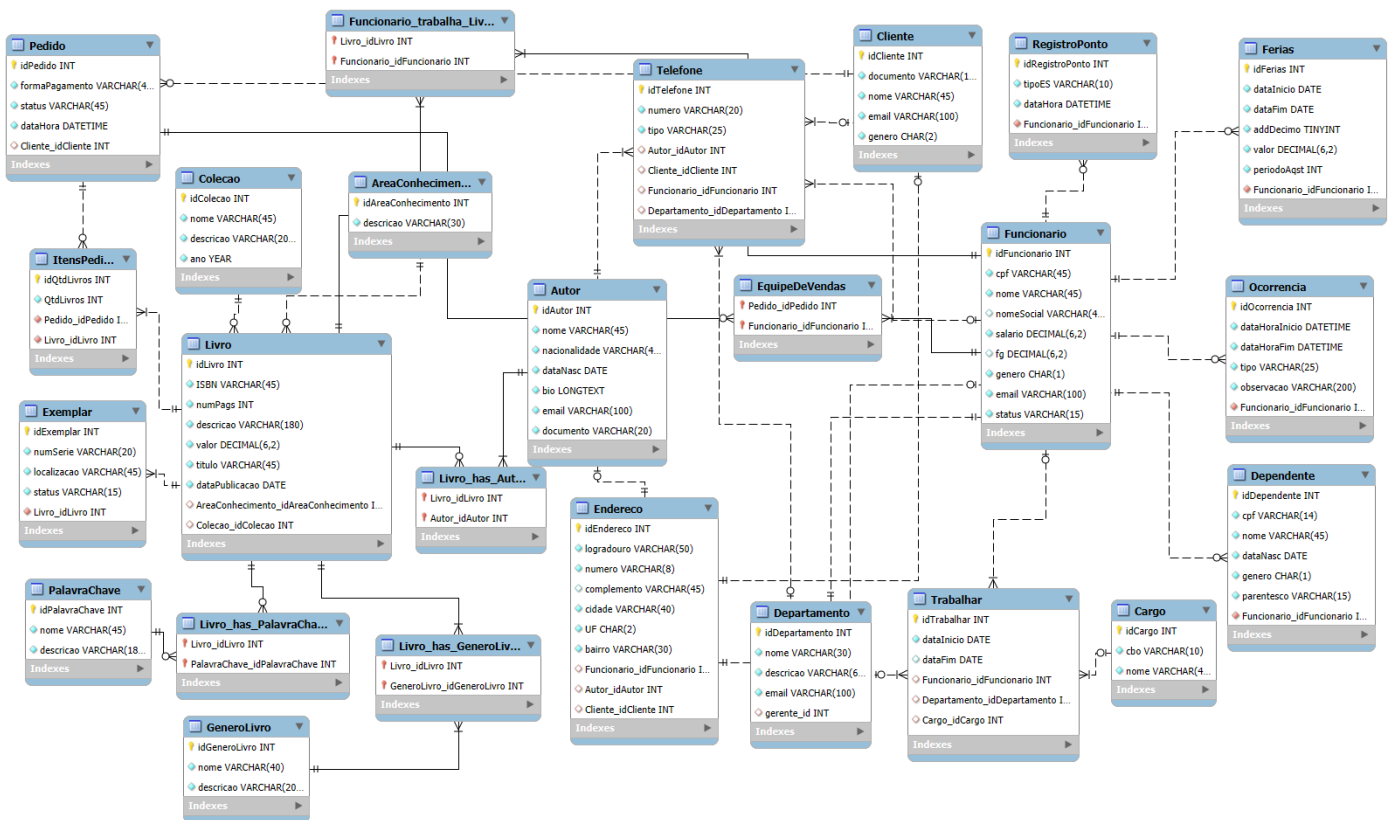 Pedido
idPedido INT
formaPagamento VARCHAR(4...
status VARCHAR(45)
dataHora DATETIME
Cliente_idCliente INT
Indexes
Funcionario_trabalha_Liv...
Livro_idLivro INT
Funcionario_idFuncionario INT
Indexes
Telefone
idTelefone INT
numero VARCHAR(20)
tipo VARCHAR(25)
Autor_idAutor INT
Cliente_idCliente INT
Funcionario_idFuncionario INT
Departamento_idDepartamento I...
Indexes
Cliente
idCliente INT
documento VARCHAR(1...
nome VARCHAR(45)
email VARCHAR(100)
genero CHAR(2)
Indexes
RegistroPonto
idRegistroPonto INT
tipoES VARCHAR(10)
dataHora DATETIME
Funcionario_idFuncionario I...
Indexes
Ferias
idFerias INT
dataInicio DATE
dataFim DATE
addDecimo TINYINT
valor DECIMAL(6,2)
periodoAqst INT
Funcionario_idFuncionario I...
Indexes
Colecao
idColecao INT
nome VARCHAR(45)
descricao VARCHAR(20...
ano YEAR
Indexes
AreaConhecimen...
idAreaConhecimento INT
descricao VARCHAR(30)
Indexes
ItensPedi...
idQtdLivros INT
QtdLivros INT
Pedido_idPedido I...
Livro_idLivro INT
Indexes
Autor
idAutor INT
nome VARCHAR(45)
nacionalidade VARCHAR(4...
dataNasc DATE
bio LONGTEXT
email VARCHAR(100)
documento VARCHAR(20)
Indexes
EquipeDeVendas
Pedido_idPedido INT
Funcionario_idFuncionario I...
Indexes
Funcionario
idFuncionario INT
cpf VARCHAR(45)
nome VARCHAR(45)
nomeSocial VARCHAR(4...
salario DECIMAL(6,2)
fg DECIMAL(6,2)
genero CHAR(1)
email VARCHAR(100)
status VARCHAR(15)
Indexes
Ocorrencia
idOcorrencia INT
dataHoraInicio DATETIME
dataHoraFim DATETIME
tipo VARCHAR(25)
observacao VARCHAR(200)
Funcionario_idFuncionario I...
Indexes
Livro
idLivro INT
ISBN VARCHAR(45)
numPags INT
descricao VARCHAR(180)
valor DECIMAL(6,2)
titulo VARCHAR(45)
dataPublicacao DATE
AreaConhecimento_idAreaConhecimento I...
Colecao_idColecao INT
Indexes
Exemplar
idExemplar INT
numSerie VARCHAR(20)
localizacao VARCHAR(45)
status VARCHAR(15)
Livro_idLivro INT
Indexes
Livro_has_Aut...
Livro_idLivro INT
Autor_idAutor INT
Indexes
Endereco
idEndereco INT
logradouro VARCHAR(50)
numero VARCHAR(8)
complemento VARCHAR(45)
cidade VARCHAR(40)
UF CHAR(2)
bairro VARCHAR(30)
Funcionario_idFuncionario I...
Autor_idAutor INT
Cliente_idCliente INT
Indexes
Dependente
idDependente INT
cpf VARCHAR(14)
nome VARCHAR(45)
dataNasc DATE
genero CHAR(1)
parentesco VARCHAR(15)
Funcionario_idFuncionario I...
Indexes
PalavraChave
idPalavraChave INT
nome VARCHAR(45)
descricao VARCHAR(18...
Indexes
Livro_has_PalavraCha...
Livro_idLivro INT
PalavraChave_idPalavraChave INT
Indexes
Livro_has_GeneroLiv...
Livro_idLivro INT
GeneroLivro_idGeneroLivro INT
Indexes
Departamento
idDepartamento INT
nome VARCHAR(30)
descricao VARCHAR(6...
email VARCHAR(100)
gerente_id INT
Indexes
Trabalhar
idTrabalhar INT
dataInicio DATE
dataFim DATE
Funcionario_idFuncionario INT
Departamento_idDepartamento I...
Cargo_idCargo INT
Indexes
Cargo
idCargo INT
cbo VARCHAR(10)
nome VARCHAR(4...
Indexes
GeneroLivro
idGeneroLivro INT
nome VARCHAR(40)
descricao VARCHAR(20...
Indexes